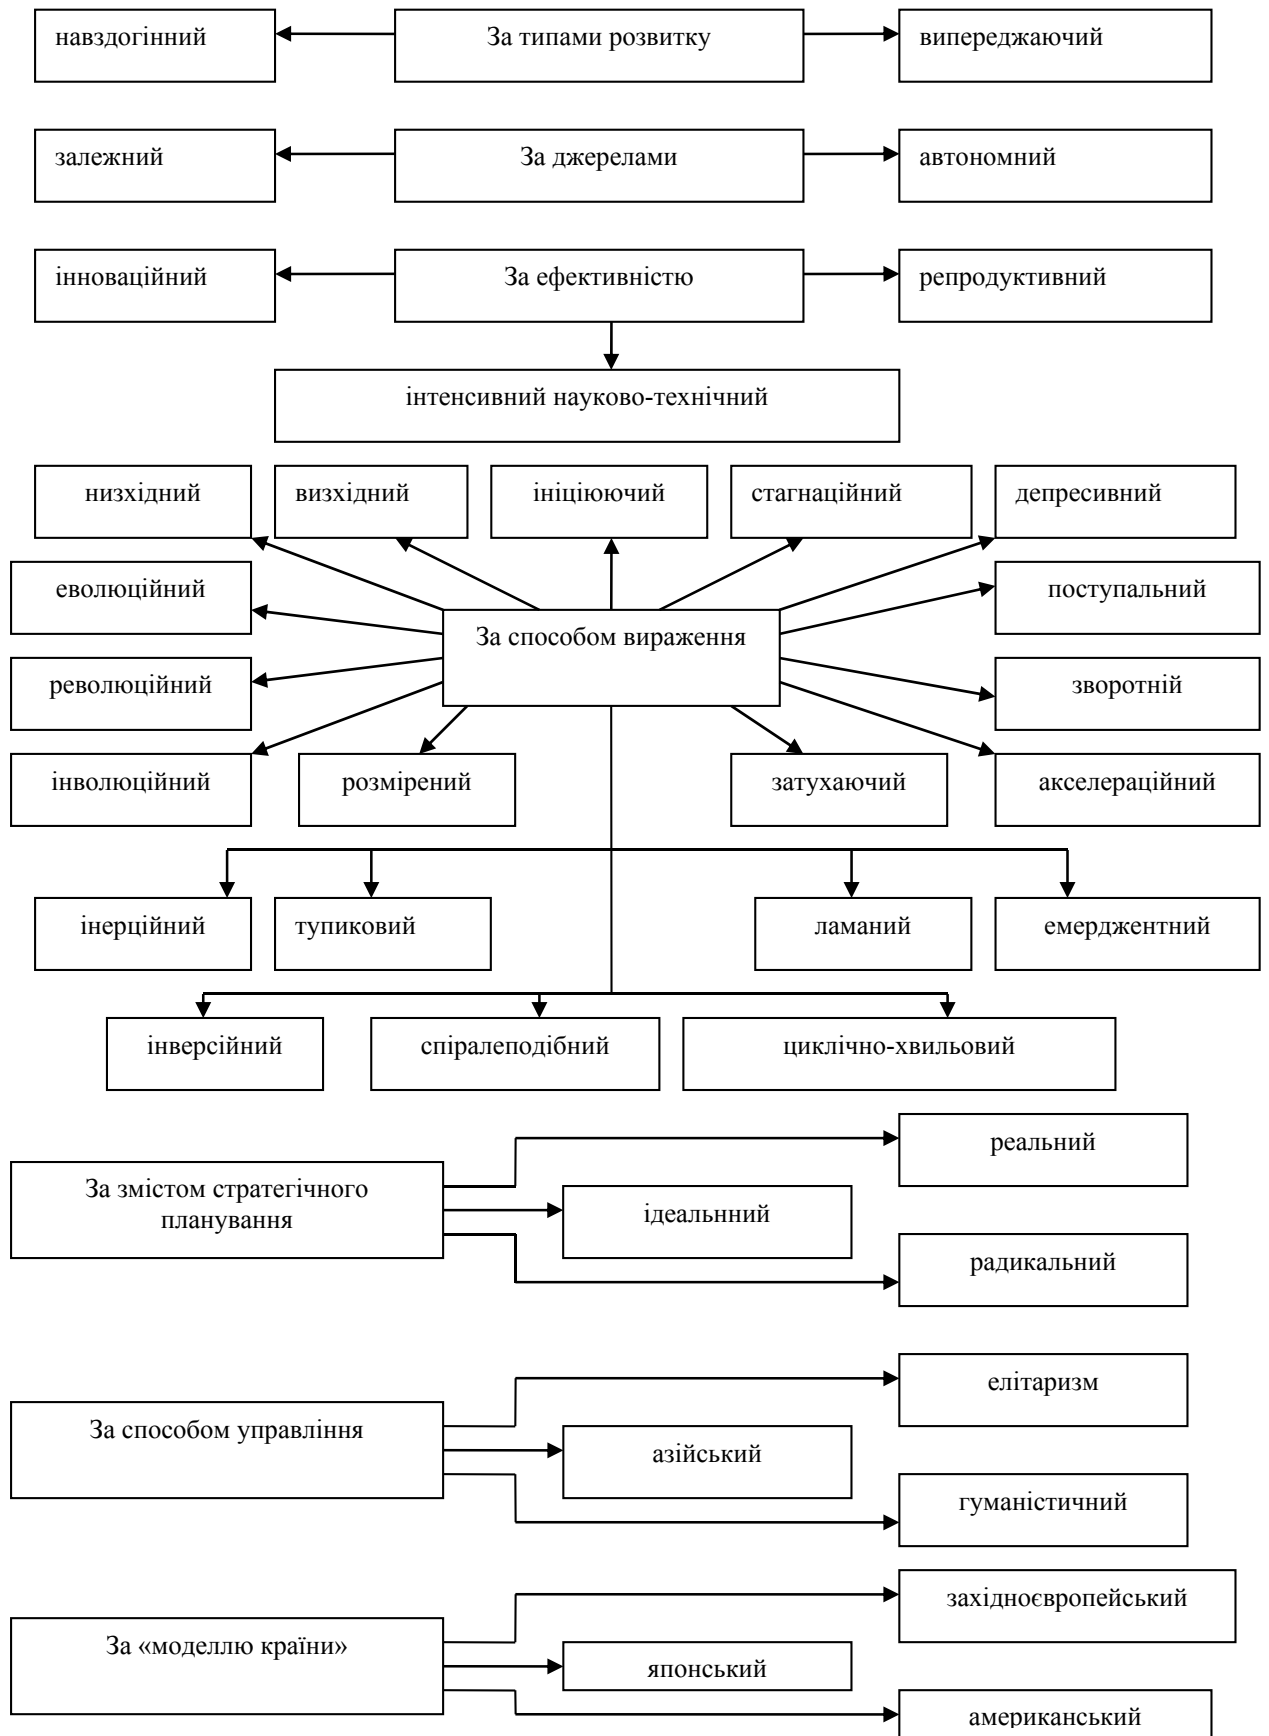 навздогінний
За типами розвитку
випереджаючий
залежний
За джерелами
автономний
інноваційний
За ефективністю
репродуктивний
інтенсивний науково-технічний
низхідний
визхідний
ініціюючий
стагнаційний
депресивний
еволюційний
поступальний
За способом вираження
революційний
зворотній
інволюційний
розмірений
затухаючий
акселераційний
інерційний
тупиковий
ламаний
емерджентний
інверсійний
спіралеподібний
циклічно-хвильовий
реальний
За змістом стратегічного
планування
ідеальнний
радикальний
елітаризм
За способом управління
азійський
гуманістичний
західноєвропейський
За «моделлю країни»
японський
американський